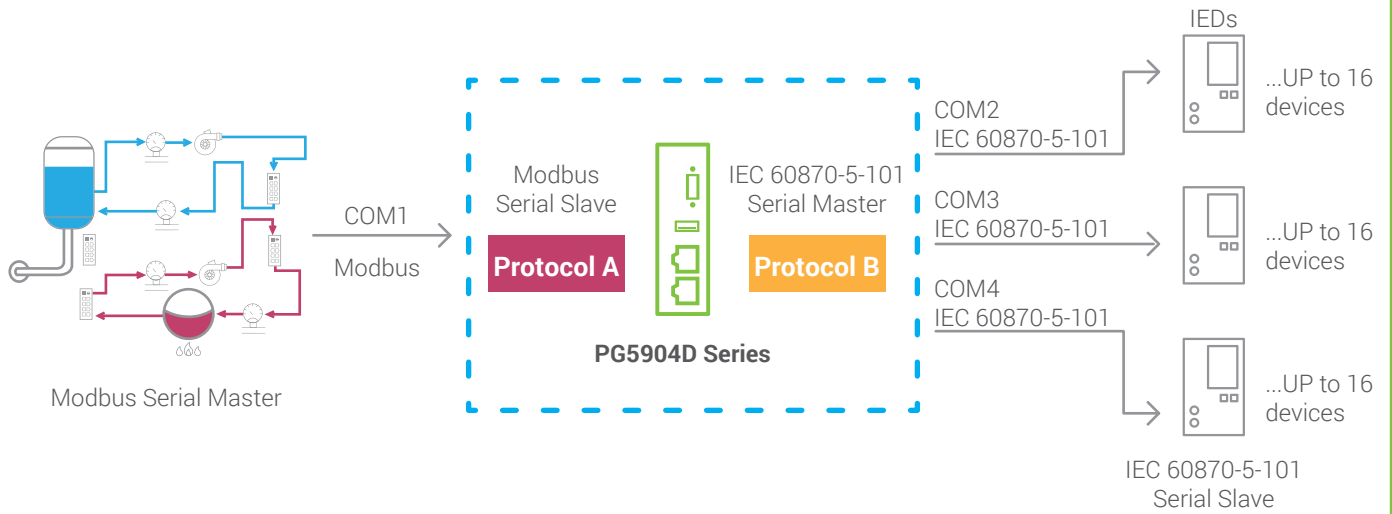 COM1
Modbus
Modbus Serial Master
Modbus
Serial Slave
Protocol A
IEC 60870-5-101
Serial Master
Protocol B
PG5904D Series
COM2
IEC 60870-5-101
COM3
IEC 60870-5-101
COM4
IEC 60870-5-101
IEDs
...UP to 16
devices
...UP to 16
devices
...UP to 16
devices
IEC 60870-5-101
Serial Slave